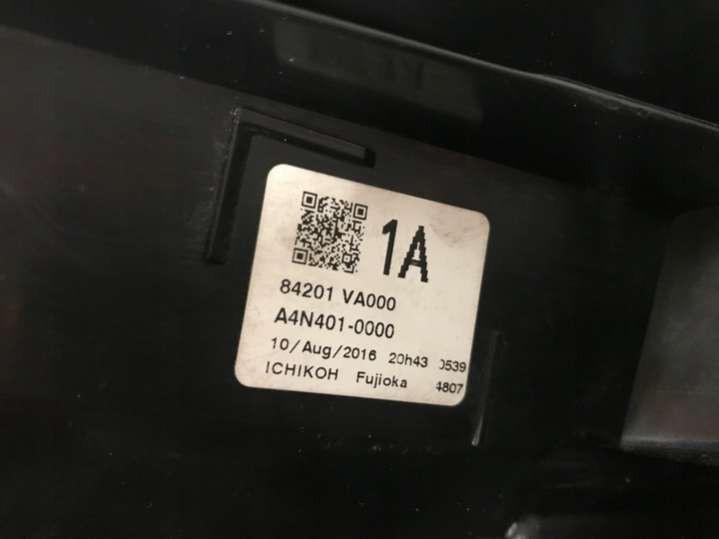 1A
84201 VA000
A4N401-0000
10/Aug/2016 20h43 0539
ICHIKOH Fujioka 4807